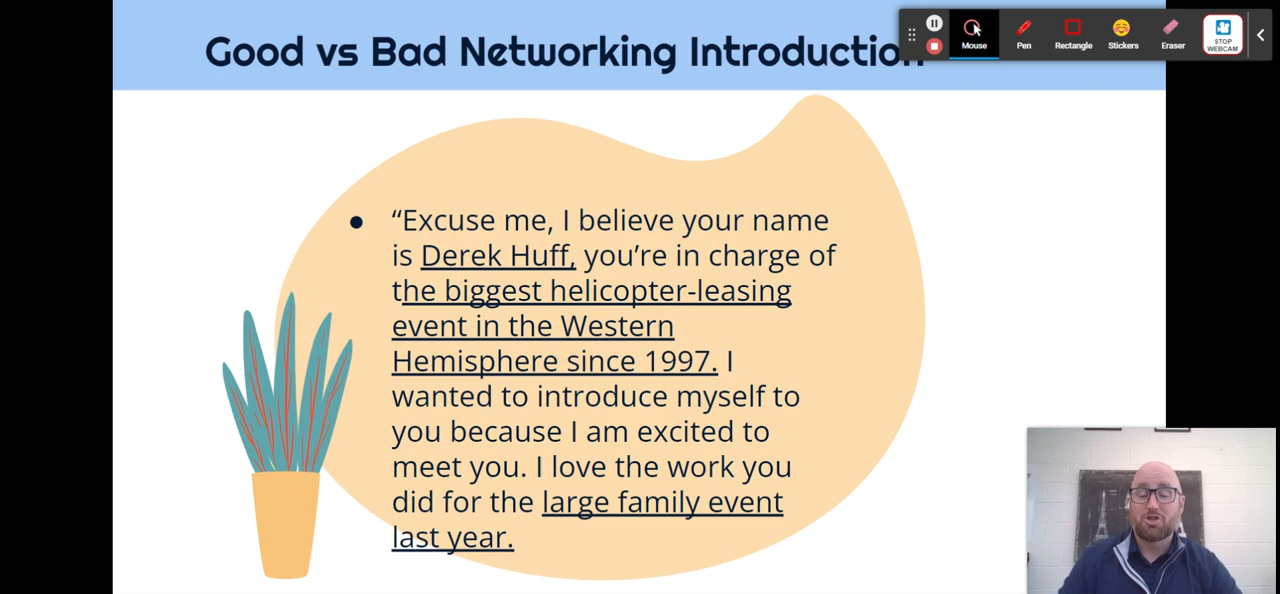 Good vs Bad Networking Introduction
Mouse
Pen
Rectangle
Stickers
Eraser
STOP
WEBCAM
● “Excuse me, I believe your name
is Derek Huff, you’re in charge of
the biggest helicopter-leasing
event in the Western
Hemisphere since 1997. I
wanted to introduce myself to
you because I am excited to
meet you. I love the work you
did for the large family event
last year.